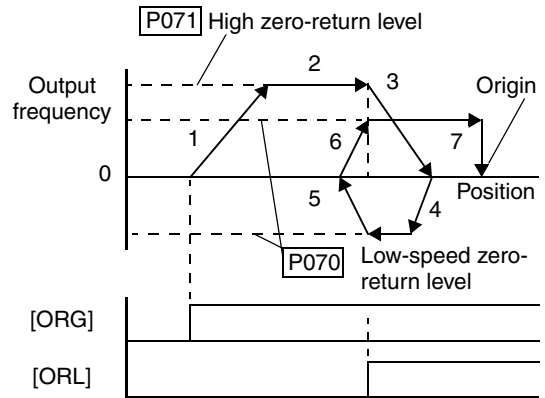 P071 High zero-return level
Output
frequency
2
3
Origin
1
6
7
0
5
4
Position
P070
Low-speed zero-
return level
[ORG]
[ORL]